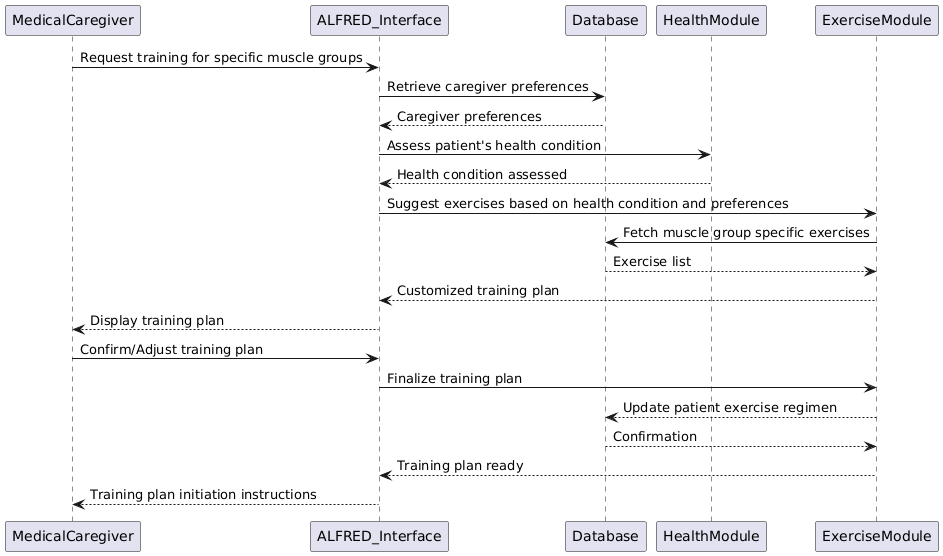 MedicalCaregiver ALFRED_Interface Database HealthModule ExerciseModule
Request training for specific muscle groups
Retrieve caregiver preferences
Caregiver preferences
Assess patient's health condition
Health condition assessed
Suggest exercises based on health condition and preferences
Fetch muscle group specific exercises
Exercise list
Customized training plan
Display training plan
Confirm/Adjust training plan
Finalize training plan
Update patient exercise regimen
Confirmation
Training plan ready
Training plan initiation instructions
MedicalCaregiver ALFRED_Interface Database HealthModule ExerciseModule